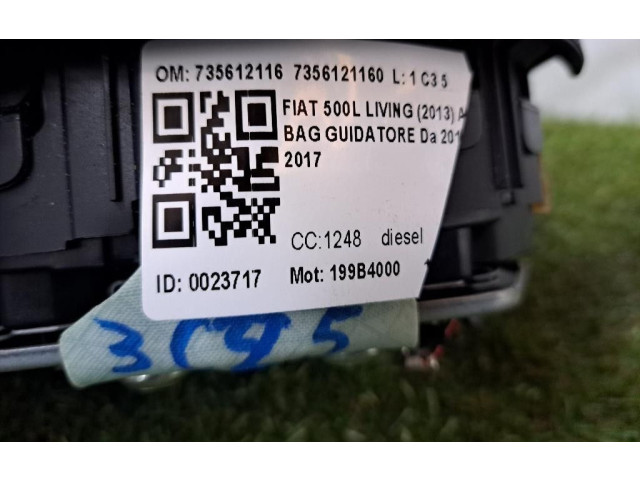 OM: 735612116 7356121160 L: 1 C3 5
FIAT 500L LIVING (2013)
BAG GUIDATORE Da
2017
CC:1248 diesel
ID: 0023717 Mot: 199B4000